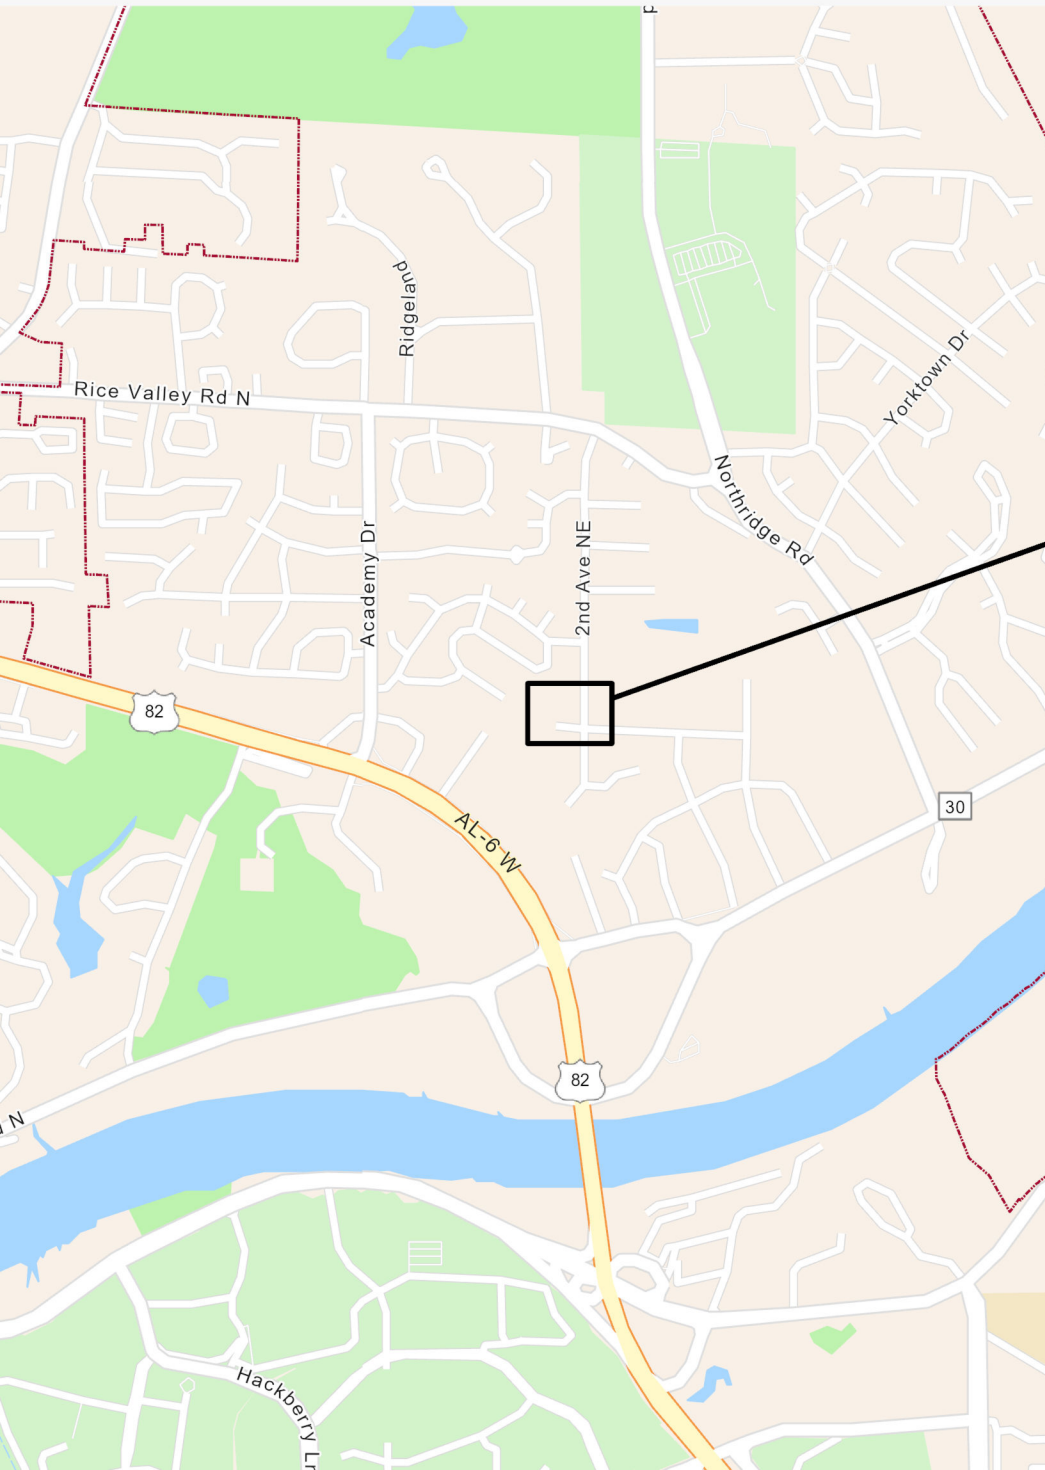 Ridgeland
Rice Valley Rd N
Yorktown Dr
Northridge Rd
Academy Dr
2nd Ave NE
82
30
AL-6 W
82
N
Hackberry Ln